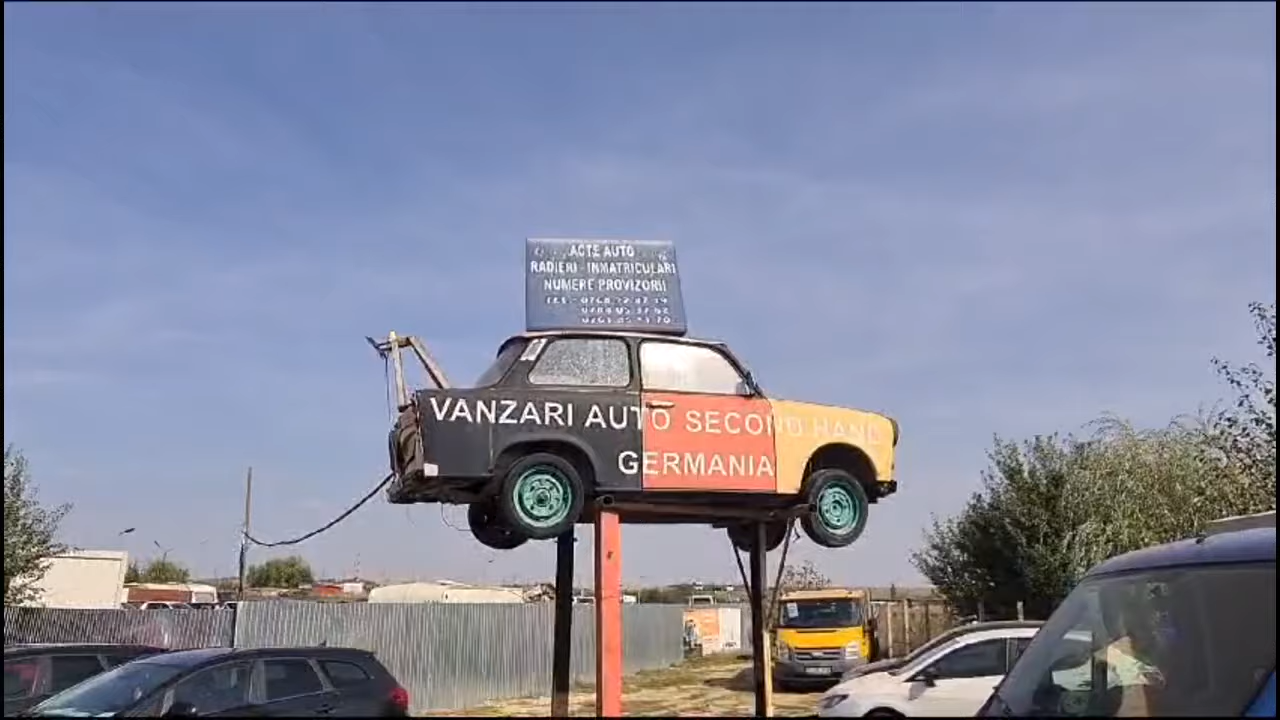 ACTE AUTO
RADIERI - INMATRICULARI
NUMERE PROVIZORII
VANZARI AUTO SECOND HAND
GERMANIA